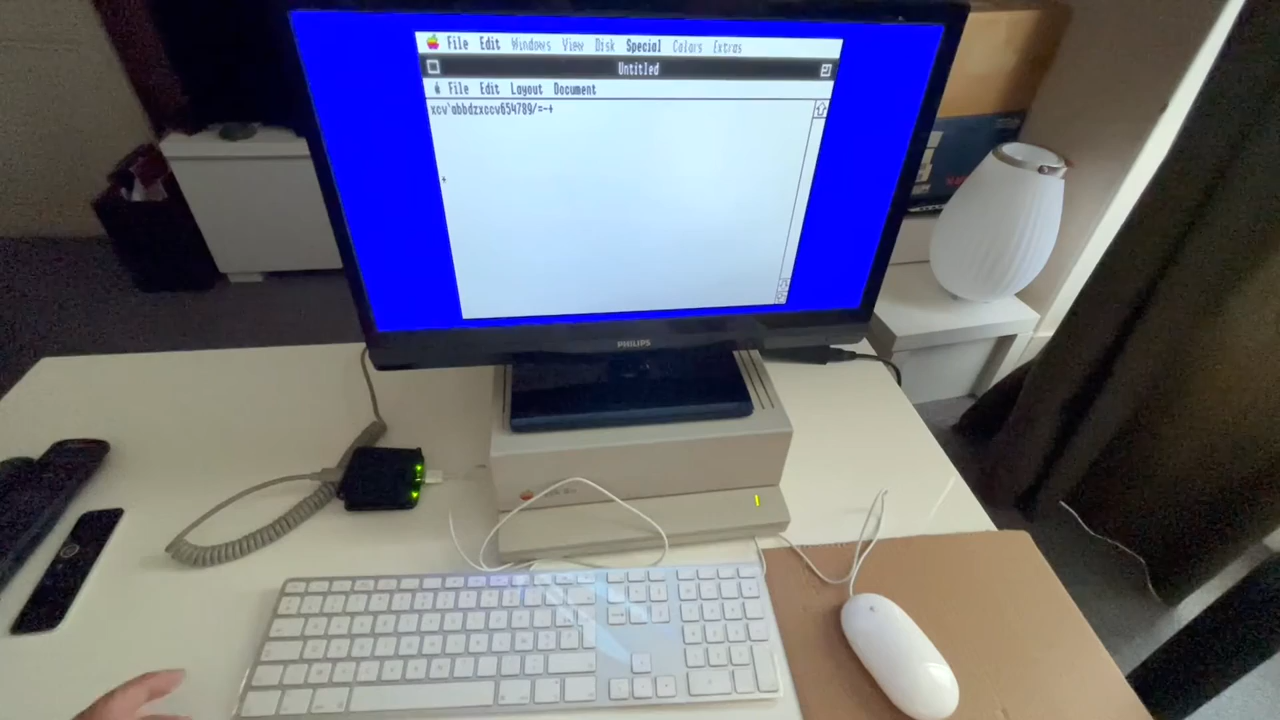 File Edit Windows View Disk Special Colors Extras
Untitled
File Edit Layout Document
xcv`abbdzxccv654789/=-+
PHILIPS